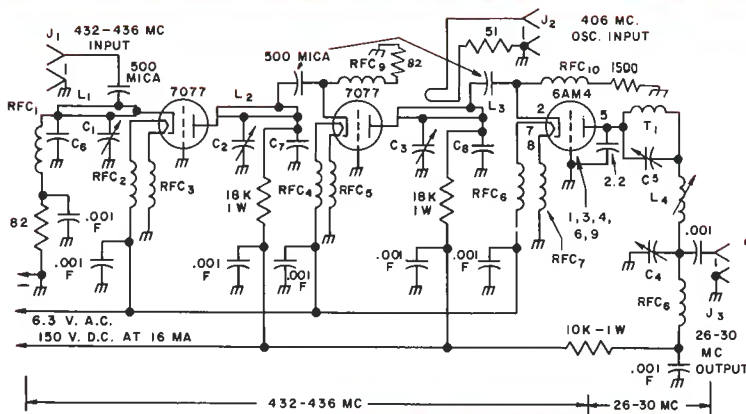 432-436 MC
INPUT
J1
500
MICA
L1
RFC1
C6
C1
7077
RFC2
RFC3
82
.001
F
.001
F
L2
500 MICA
RFC9
82
7077
C2
C7
18K
1W
RFC4
RFC5
.001
F
.001
F
J2
406 MC.
OSC. INPUT
51
L3
C3
C8
18K
1W
RFC6
.001
F
.001
F
RFC10
1500
6AM4
2
7
8
5
1,3,4,
6,9
RFC7
2.2
T1
C5
L4
.001
C4
J3
RFC6
26-30
MC
OUTPUT
10K-1W
.001
F
6.3 V. A.C.
150 V. D.C. AT 16 MA
432-436 MC
26-30 MC